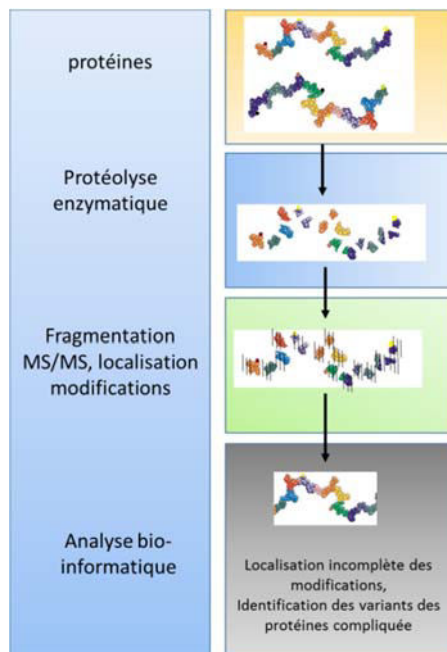 protéines
Protéolyse
enzymatique
Fragmentation
MS/MS, localisation
modifications
Analyse bio-
informatique
Localisation incomplète des
modifications,
Identification des variants des
protéines compliquée